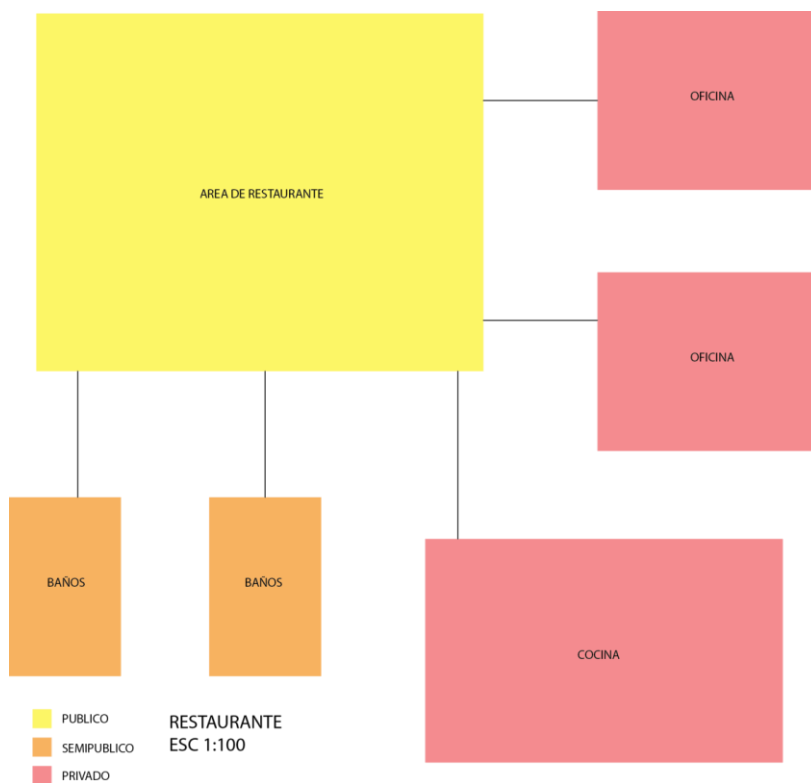 OFICINA
AREA DE RESTAURANTE
OFICINA
BAÑOS
BAÑOS
COCINA
PUBLICO
SEMIPUBLICO
PRIVADO
RESTAURANTE
ESC 1:100